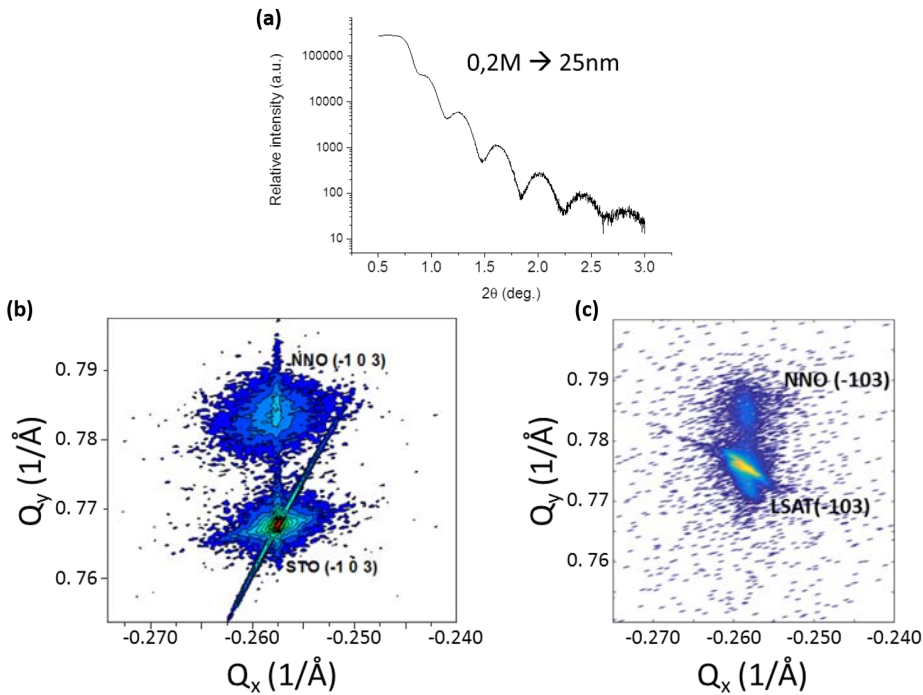 (a)
0,2M → 25nm
Relative intensity (a.u.)
100000
10000
1000
100
10
0.5 1.0 1.5 2.0 2.5 3.0
2θ (deg.)
(b)
NNO (-1 0 3)
STO (-1 0 3)
Qy (1/Å)
0.79
0.78
0.77
0.76
-0.270 -0.260 -0.250 -0.240
Qx (1/Å)
(c)
NNO (-103)
LSAT(-103)
Qy (1/Å)
0.79
0.78
0.77
0.76
-0.270 -0.260 -0.250 -0.240
Qx (1/Å)